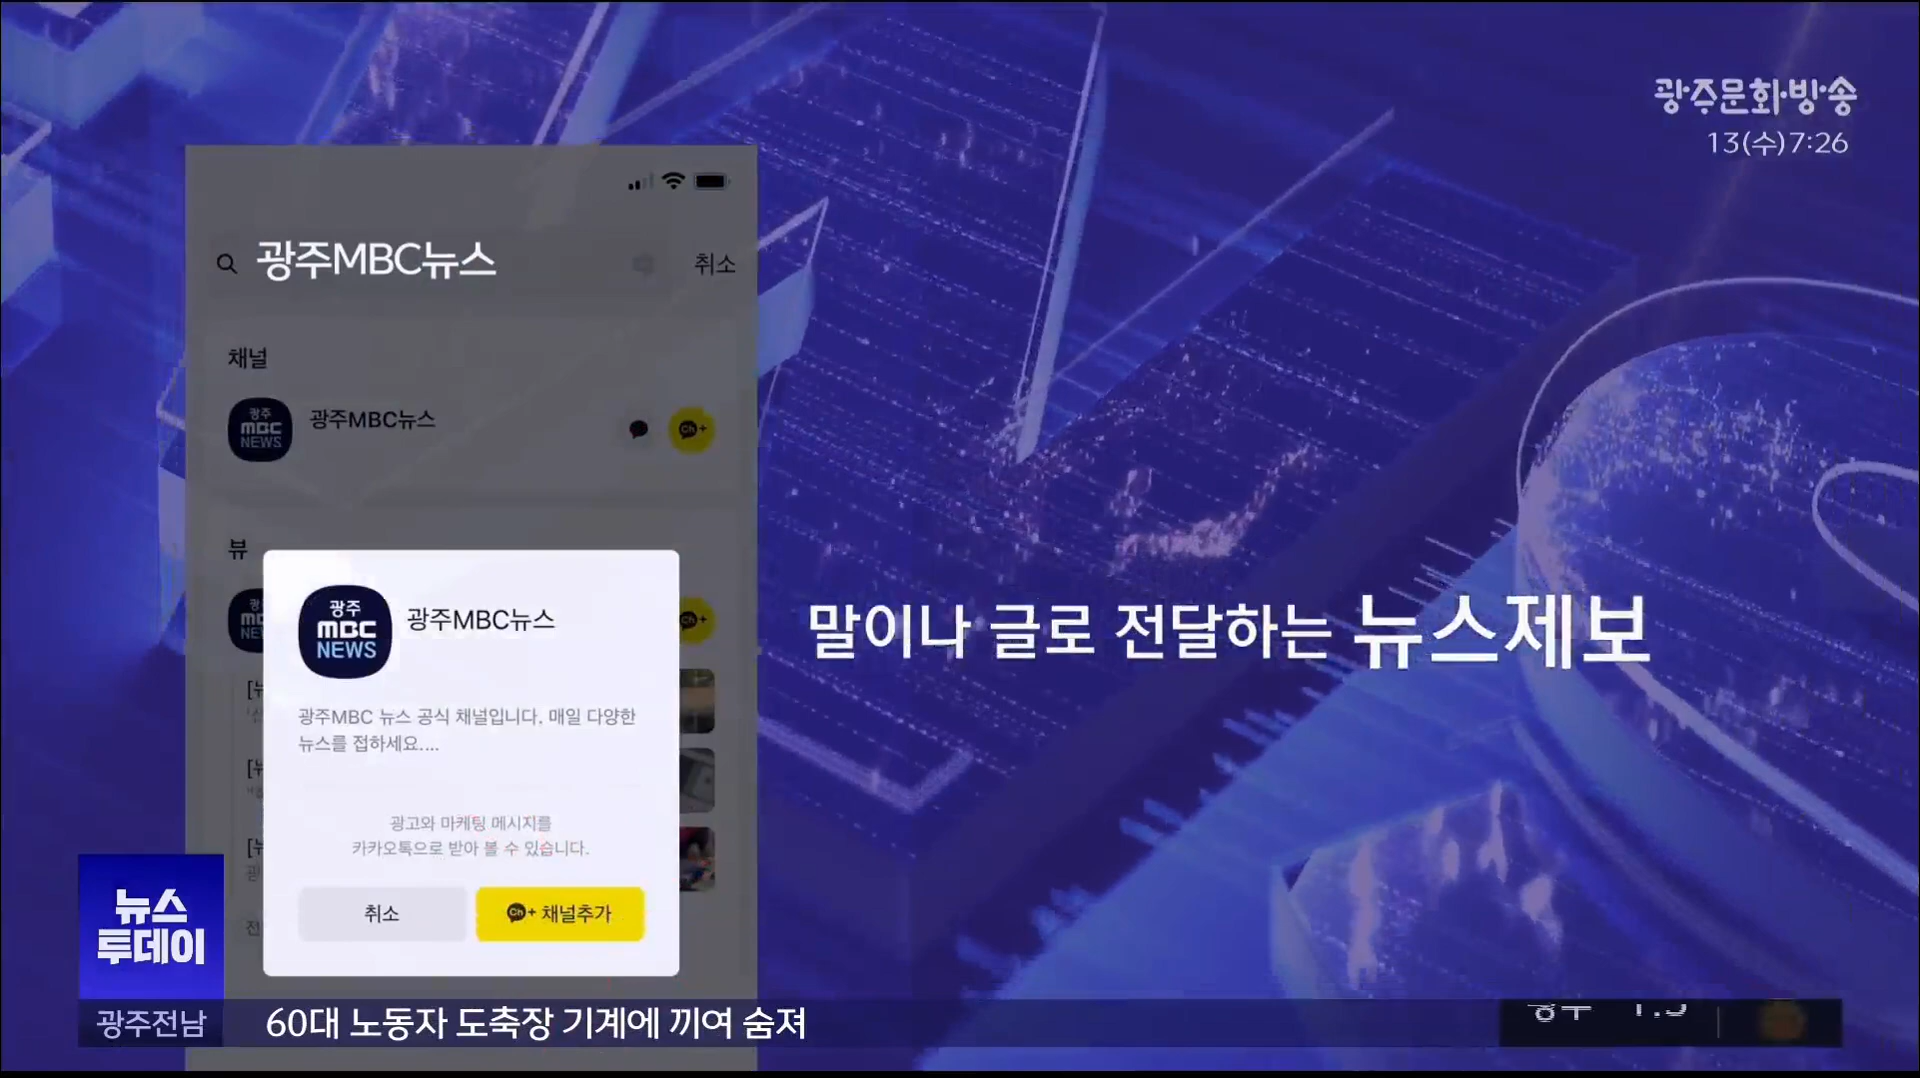 광주문화방송
13(수)7:26
광주MBC뉴스
취소
채널
광주
MBC
NEWS
광주MBC뉴스
Ch+
뷰
Ch+
광주
MBC
NEWS
광주MBC뉴스
광주MBC 뉴스 공식 채널입니다. 매일 다양한
뉴스를 접하세요....
광고와 마케팅 메시지를
카카오톡으로 받아 볼 수 있습니다.
취소
Ch+ 채널추가
말이나 글로 전달하는 뉴스제보
뉴스
투데이
광주전남
60대 노동자 도축장 기계에 끼여 숨져